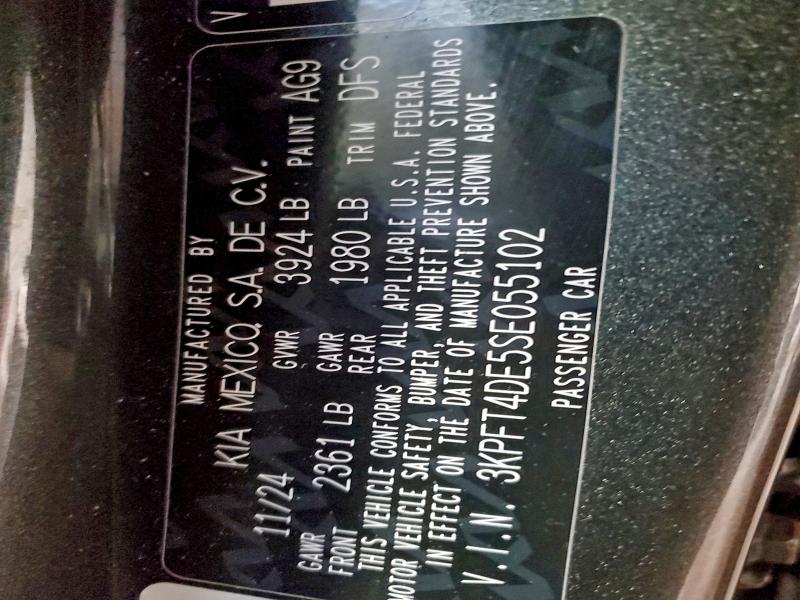 V
MANUFACTURED BY
KIA MEXICO, S.A. DE C.V.
11/24 GVWR 3924 LB PAINT AG9
GAWR FRONT 2361 LB GAWR REAR 1980 LB TRIM DFS
THIS VEHICLE CONFORMS TO ALL APPLICABLE U.S.A. FEDERAL
MOTOR VEHICLE SAFETY, BUMPER, AND THEFT PREVENTION STANDARDS
IN EFFECT ON THE DATE OF MANUFACTURE SHOWN ABOVE.
V.I.N. 3KPFT4DE5SE055102
PASSENGER CAR